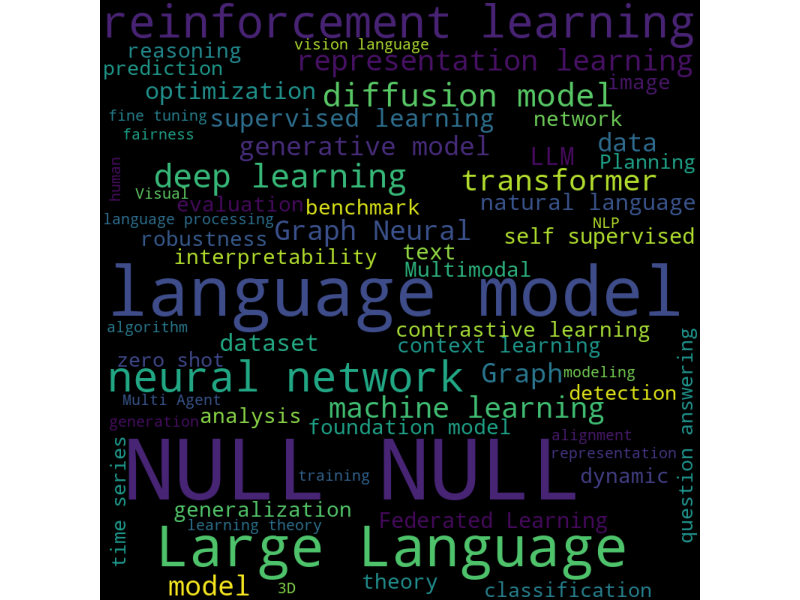 reinforcement learning
reasoning
vision language
prediction
representation learning
image
optimization
diffusion model
fine tuning
supervised learning
network
fairness
generative model
data
LLM
Planning
human
deep learning
transformer
Visual
evaluation
benchmark
natural language
language processing
NLP
robustness
Graph Neural
self supervised
interpretability
text
Multimodal
language model
algorithm
contrastive learning
dataset
context learning
zero shot
neural network
Graph
modeling
detection
Multi Agent
machine learning
generation
analysis
foundation model
question answering
alignment
NULL NULL
representation
time series
training
dynamic
generalization
learning theory
Federated Learning
Large Language
model
3D
theory
classification